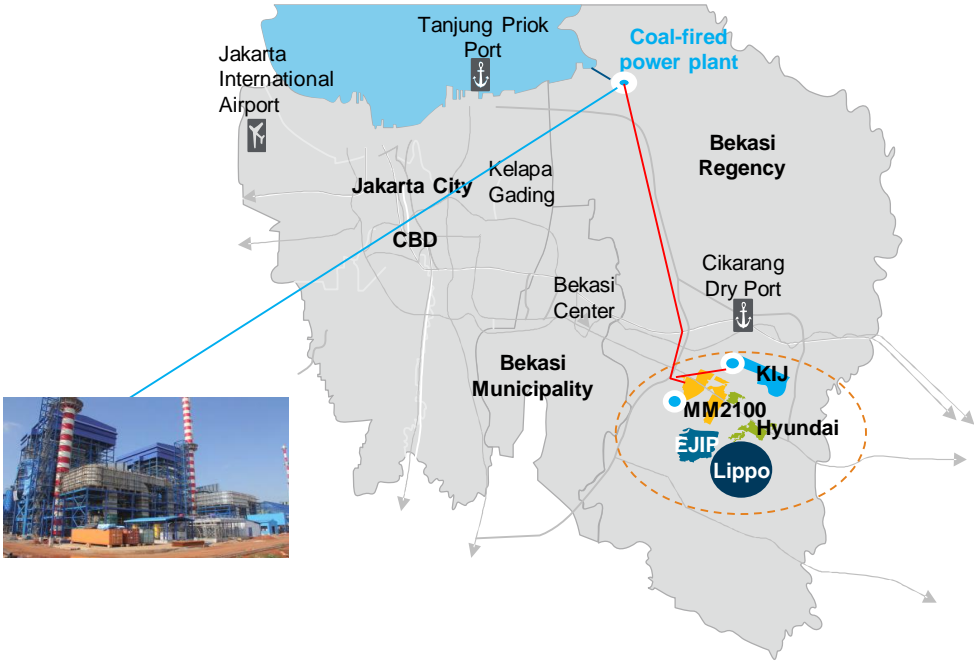 Tanjung Priok
Port
Jakarta
International
Airport
Coal-fired
power plant
Bekasi
Regency
Kelapa
Gading
Jakarta City
CBD
Cikarang
Dry Port
Bekasi
Center
Bekasi
Municipality
KIJ
MM2100
Hyundai
EJIP
Lippo